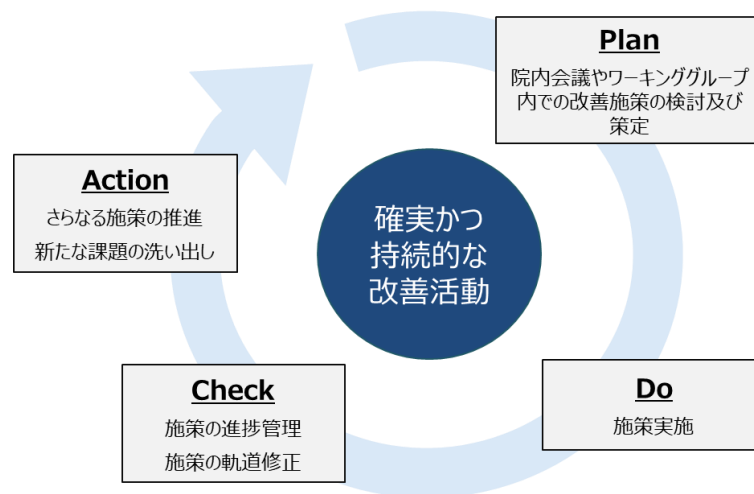 Plan
院内会議やワーキンググループ
内での改善施策の検討及び
策定
Action
さらなる施策の推進
新たな課題の洗い出し
確実かつ
持続的な
改善活動
Check
施策の進捗管理
施策の軌道修正
Do
施策実施